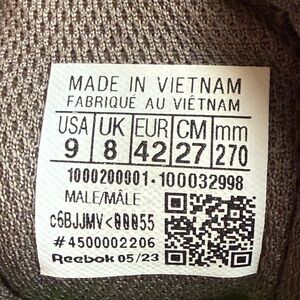 MADE IN VIETNAM
FABRIQUÉ AU VIÊTNAM
USA UK EUR CM mm
9 8 42 27 270
1000200901-100032998
MALE/MÂLE
c6BJJMV<00055
#4500002206
Reebok 05/23